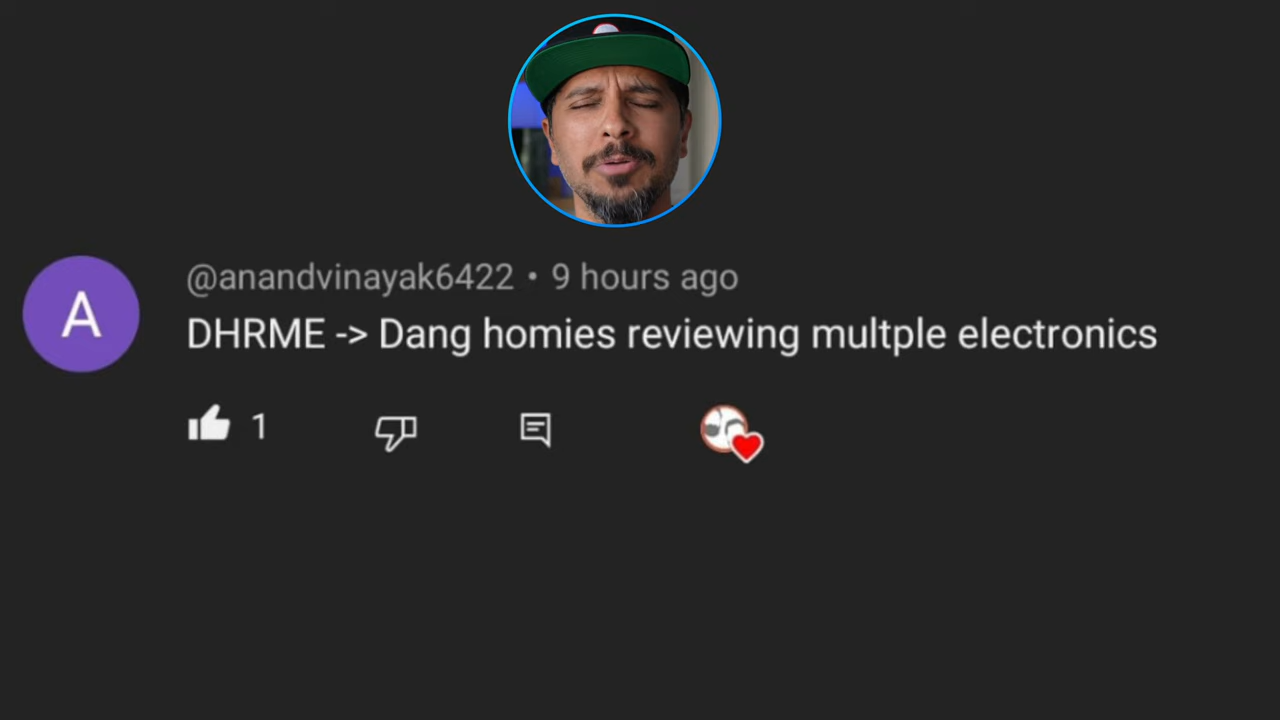 A
@anandvinayak6422 • 9 hours ago
DHRME -> Dang homies reviewing multple electronics
1